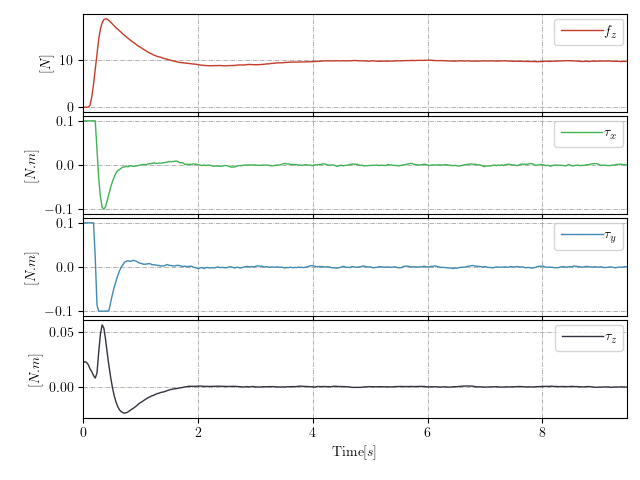 [N]
10
0
f_z
[N.m]
0.1
0.0
−0.1
τ_x
[N.m]
0.1
0.0
−0.1
τ_y
[N.m]
0.05
0.00
τ_z
0 2 4 6 8
Time[s]